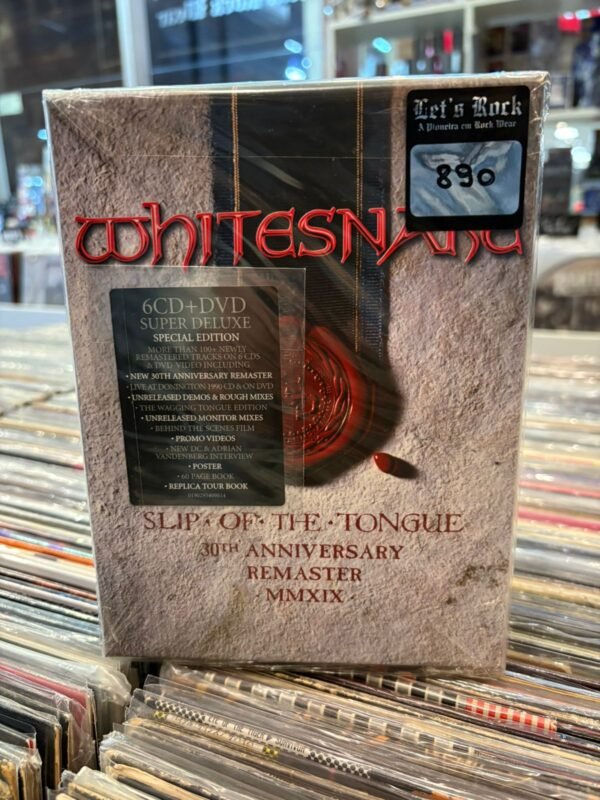 Let's Rock
A Pioneira em Rock Wear
890
WHITESNAKE
6CD+DVD
SUPER DELUXE
SPECIAL EDITION
MORE THAN 100+ NEWLY
REMASTERED TRACKS ON 6 CDS
& DVD VIDEO INCLUDING
• NEW 30TH ANNIVERSARY REMASTER
• LIVE AT DONINGTON 1990 CD & ON DVD
• UNRELEASED DEMOS & ROUGH MIXES
• THE WAGGING TONGUE EDITION
• UNRELEASED MONITOR MIXES
• BEHIND THE SCENES FILM
• PROMO VIDEOS
• NEW DC & ADRIAN
VANDENBERG INTERVIEW
• POSTER
• 60 PAGE BOOK
• REPLICA TOUR BOOK
SLIP • OF • THE • TONGUE
30TH ANNIVERSARY
REMASTER
• MMXIX •